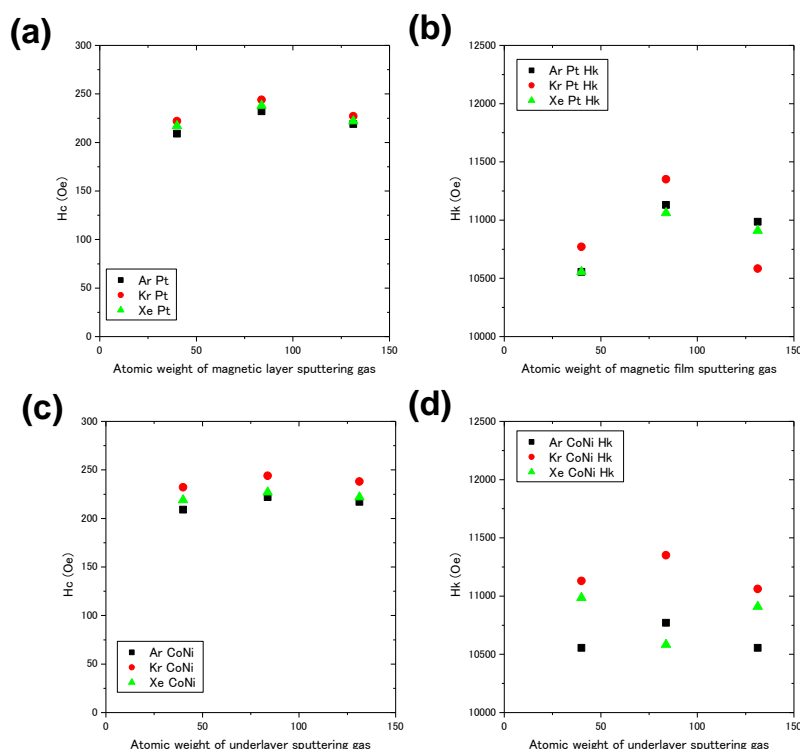 (a)
300
250
200
150
100
50
0
Hc (Oe)
Ar Pt
Kr Pt
Xe Pt
0 50 100 150
Atomic weight of magnetic layer sputtering gas
(b)
12500
12000
11500
11000
10500
10000
Hk (Oe)
Ar Pt Hk
Kr Pt Hk
Xe Pt Hk
0 50 100 150
Atomic weight of magnetic film sputtering gas
(c)
300
250
200
150
100
50
0
Hc (Oe)
Ar CoNi
Kr CoNi
Xe CoNi
0 50 100 150
Atomic weight of underlayer sputtering gas
(d)
12500
12000
11500
11000
10500
10000
Hk (Oe)
Ar CoNi Hk
Kr CoNi Hk
Xe CoNi Hk
0 50 100 150
Atomic weight of underlayer sputtering gas